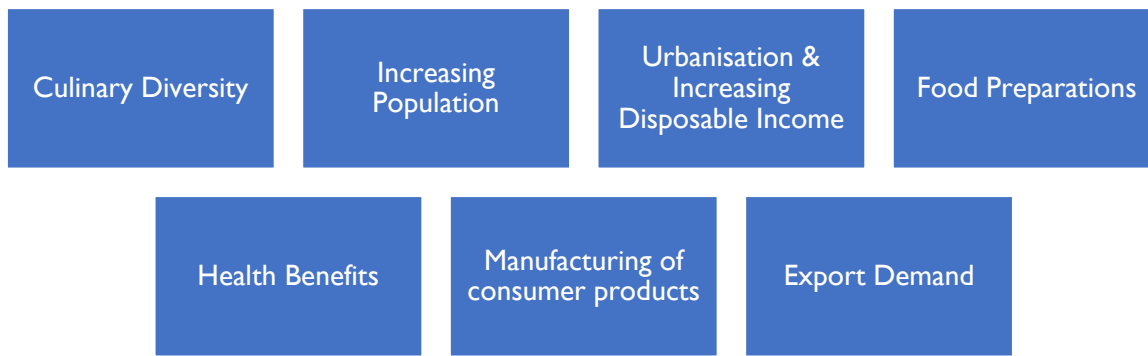 Culinary Diversity
Increasing
Population
Urbanisation &
Increasing
Disposable Income
Food Preparations
Health Benefits
Manufacturing of
consumer products
Export Demand